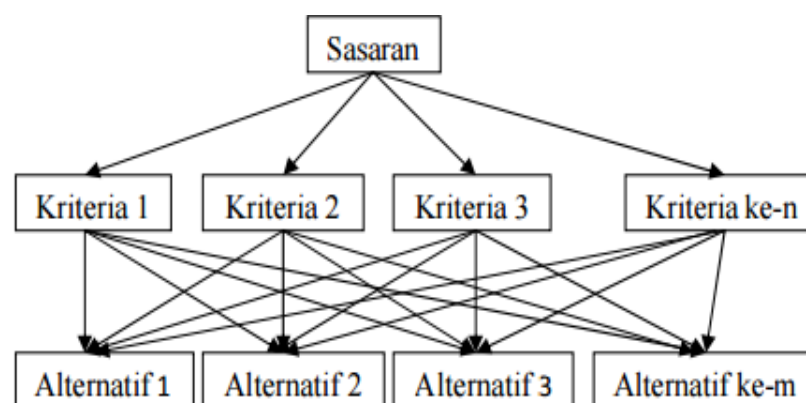 Sasaran
Kriteria 1
Kriteria 2
Kriteria 3
Kriteria ke-n
Alternatif 1
Alternatif 2
Alternatif 3
Alternatif ke-m